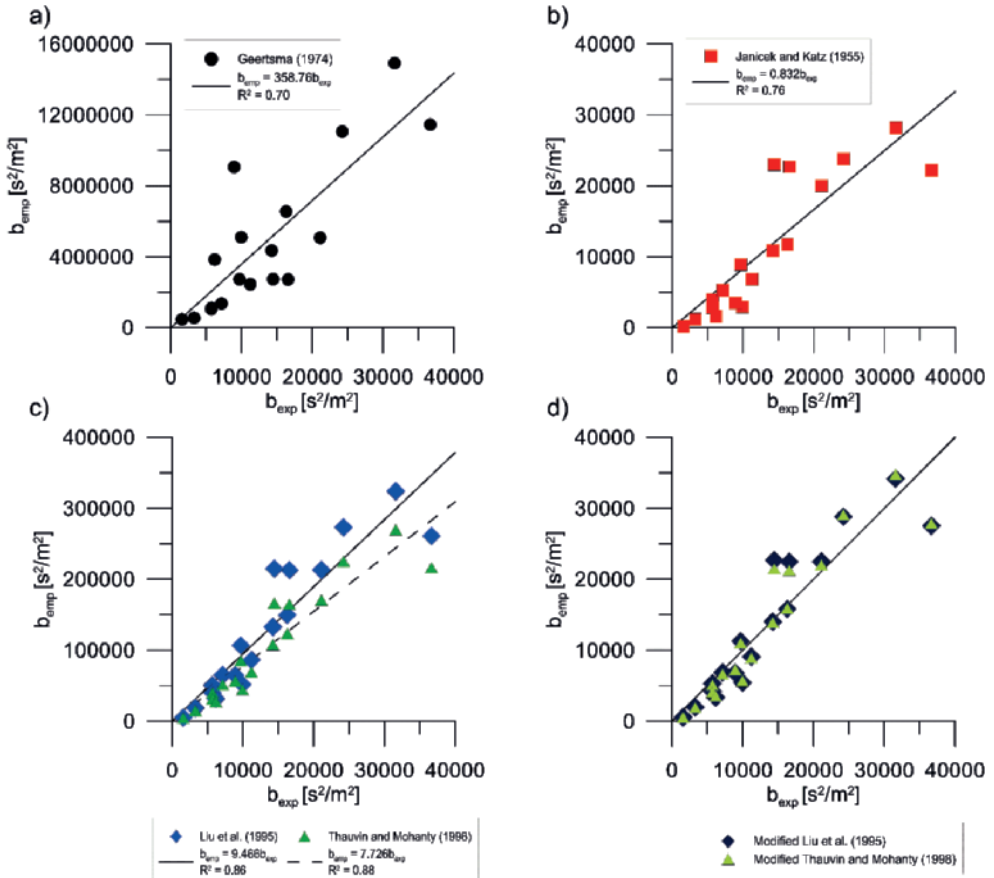 a)
16000000
12000000
8000000
4000000
0
b_emp [s²/m²]
Geertsma (1974)
b_emp = 358.76b_exp
R² = 0.70
0 10000 20000 30000 40000
b_exp [s²/m²]
b)
40000
30000
20000
10000
0
b_emp [s²/m²]
Janicek and Katz (1955)
b_emp = 0.832b_exp
R² = 0.76
0 10000 20000 30000 40000
b_exp [s²/m²]
c)
400000
300000
200000
100000
0
b_emp [s²/m²]
0 10000 20000 30000 40000
b_exp [s²/m²]
Liu et al. (1995) Thauvin and Mohanty (1996)
b_emp = 9.466b_exp b_emp = 7.726b_exp
R² = 0.86 R² = 0.88
d)
40000
30000
20000
10000
0
b_emp [s²/m²]
0 10000 20000 30000 40000
b_exp [s²/m²]
Modified Liu et al. (1995)
Modified Thauvin and Mohanty (1998)